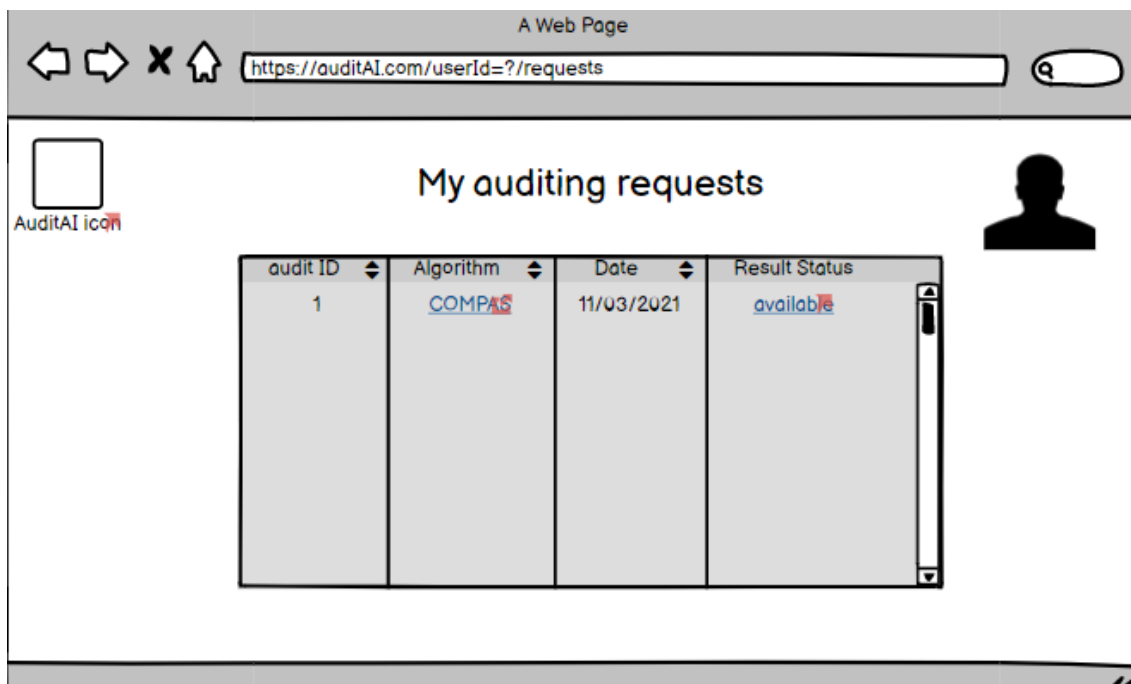 A Web Page
https://auditAI.com/userId=?/requests
My auditing requests
AuditAI icon
audit ID Algorithm Date Result Status
1 COMPAS 11/03/2021 available